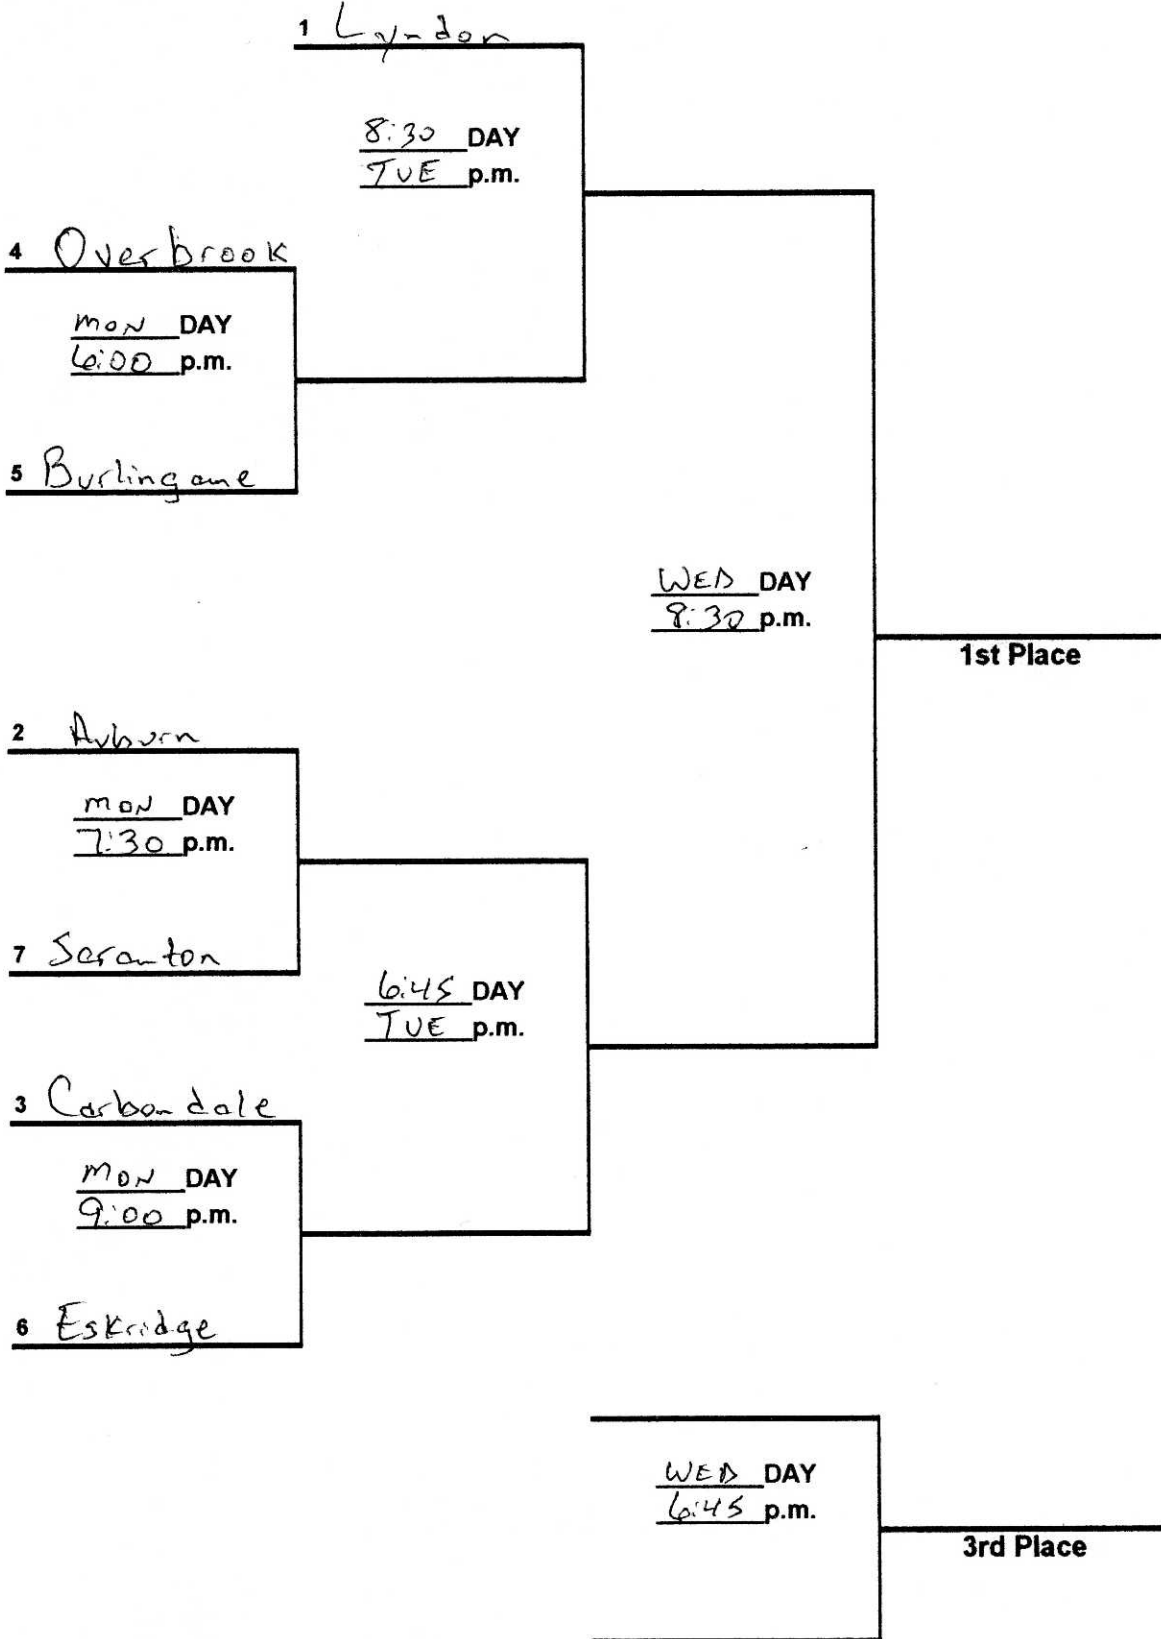 1 Lyndon
8:30 DAY
TUE p.m.
4 Overbrook
MON DAY
6:00 p.m.
5 Burlingame
WED DAY
8:30 p.m.
1st Place
2 Auburn
MON DAY
7:30 p.m.
7 Scranton
6:45 DAY
TUE p.m.
3 Carbondale
MON DAY
9:00 p.m.
6 Eskridge
WED DAY
6:45 p.m.
3rd Place